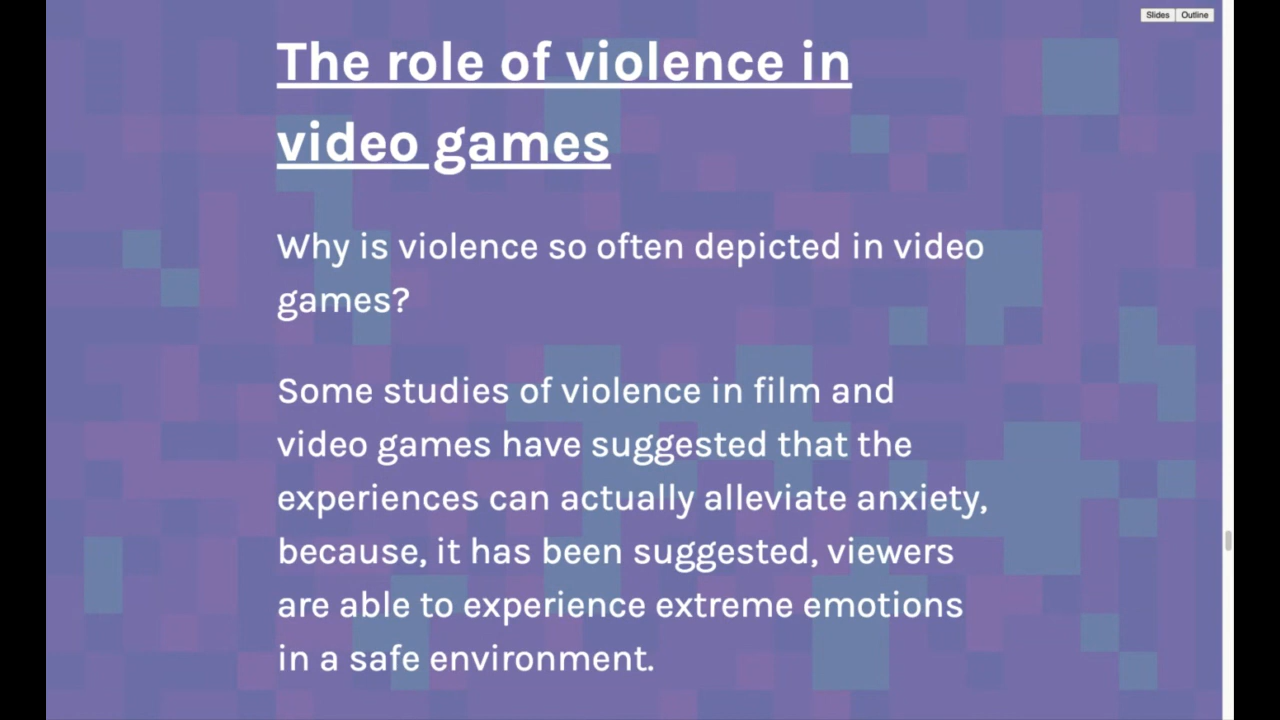 Slides Outline
The role of violence in
video games
Why is violence so often depicted in video
games?
Some studies of violence in film and
video games have suggested that the
experiences can actually alleviate anxiety,
because, it has been suggested, viewers
are able to experience extreme emotions
in a safe environment.